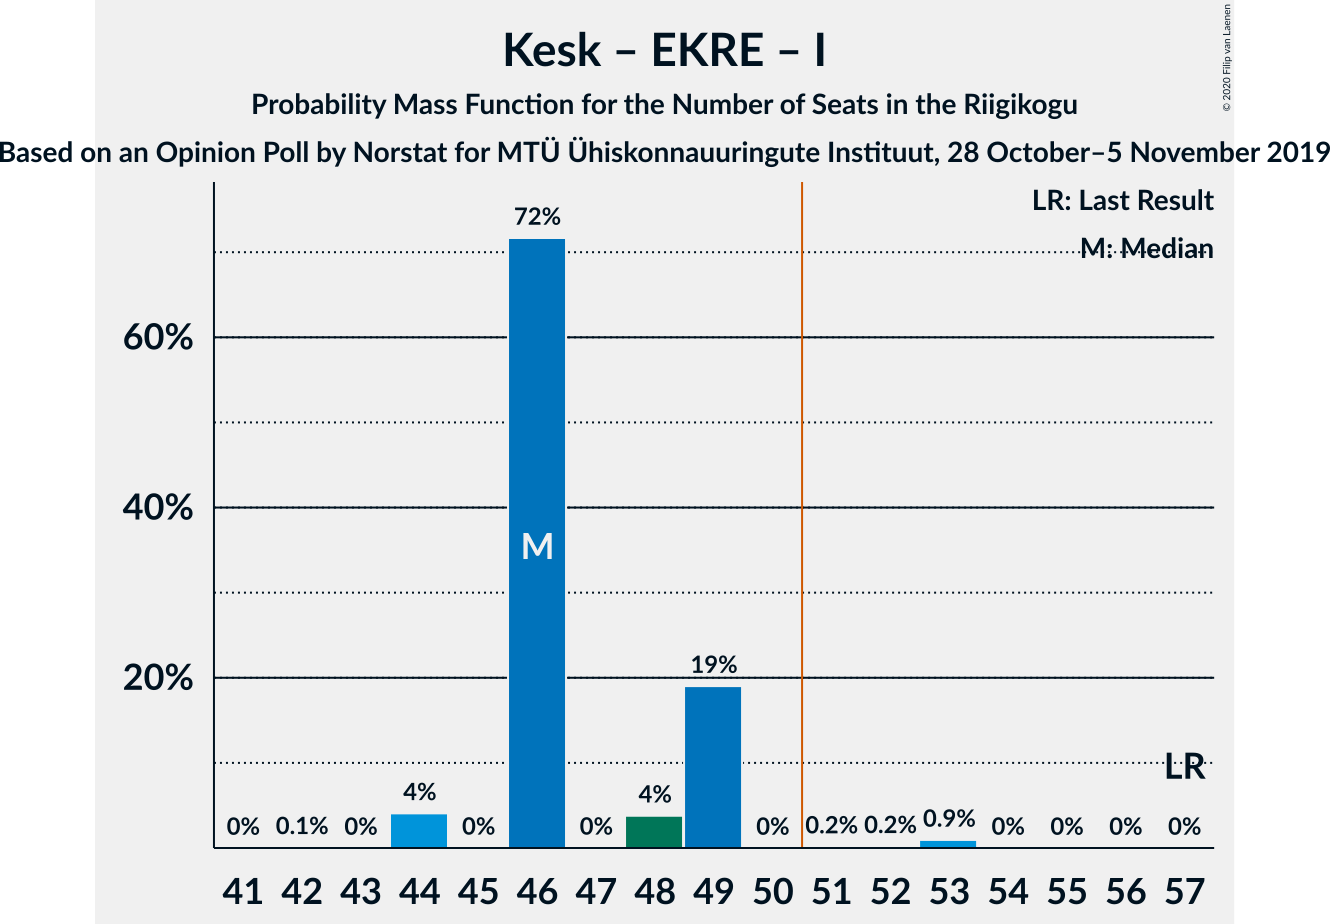 Kesk – EKRE – I
Probability Mass Function for the Number of Seats in the Riigikogu
Based on an Opinion Poll by Norstat for MTÜ Ühiskonnauuringute Instituut, 28 October–5 November 2019
© 2020 Filip van Laenen
LR: Last Result
M: Median
72%
60%
40%
M
20%
19%
LR
4%
4%
0% 0.1% 0% 0% 0% 0% 0.2% 0.2% 0.9% 0% 0% 0% 0%
41 42 43 44 45 46 47 48 49 50 51 52 53 54 55 56 57